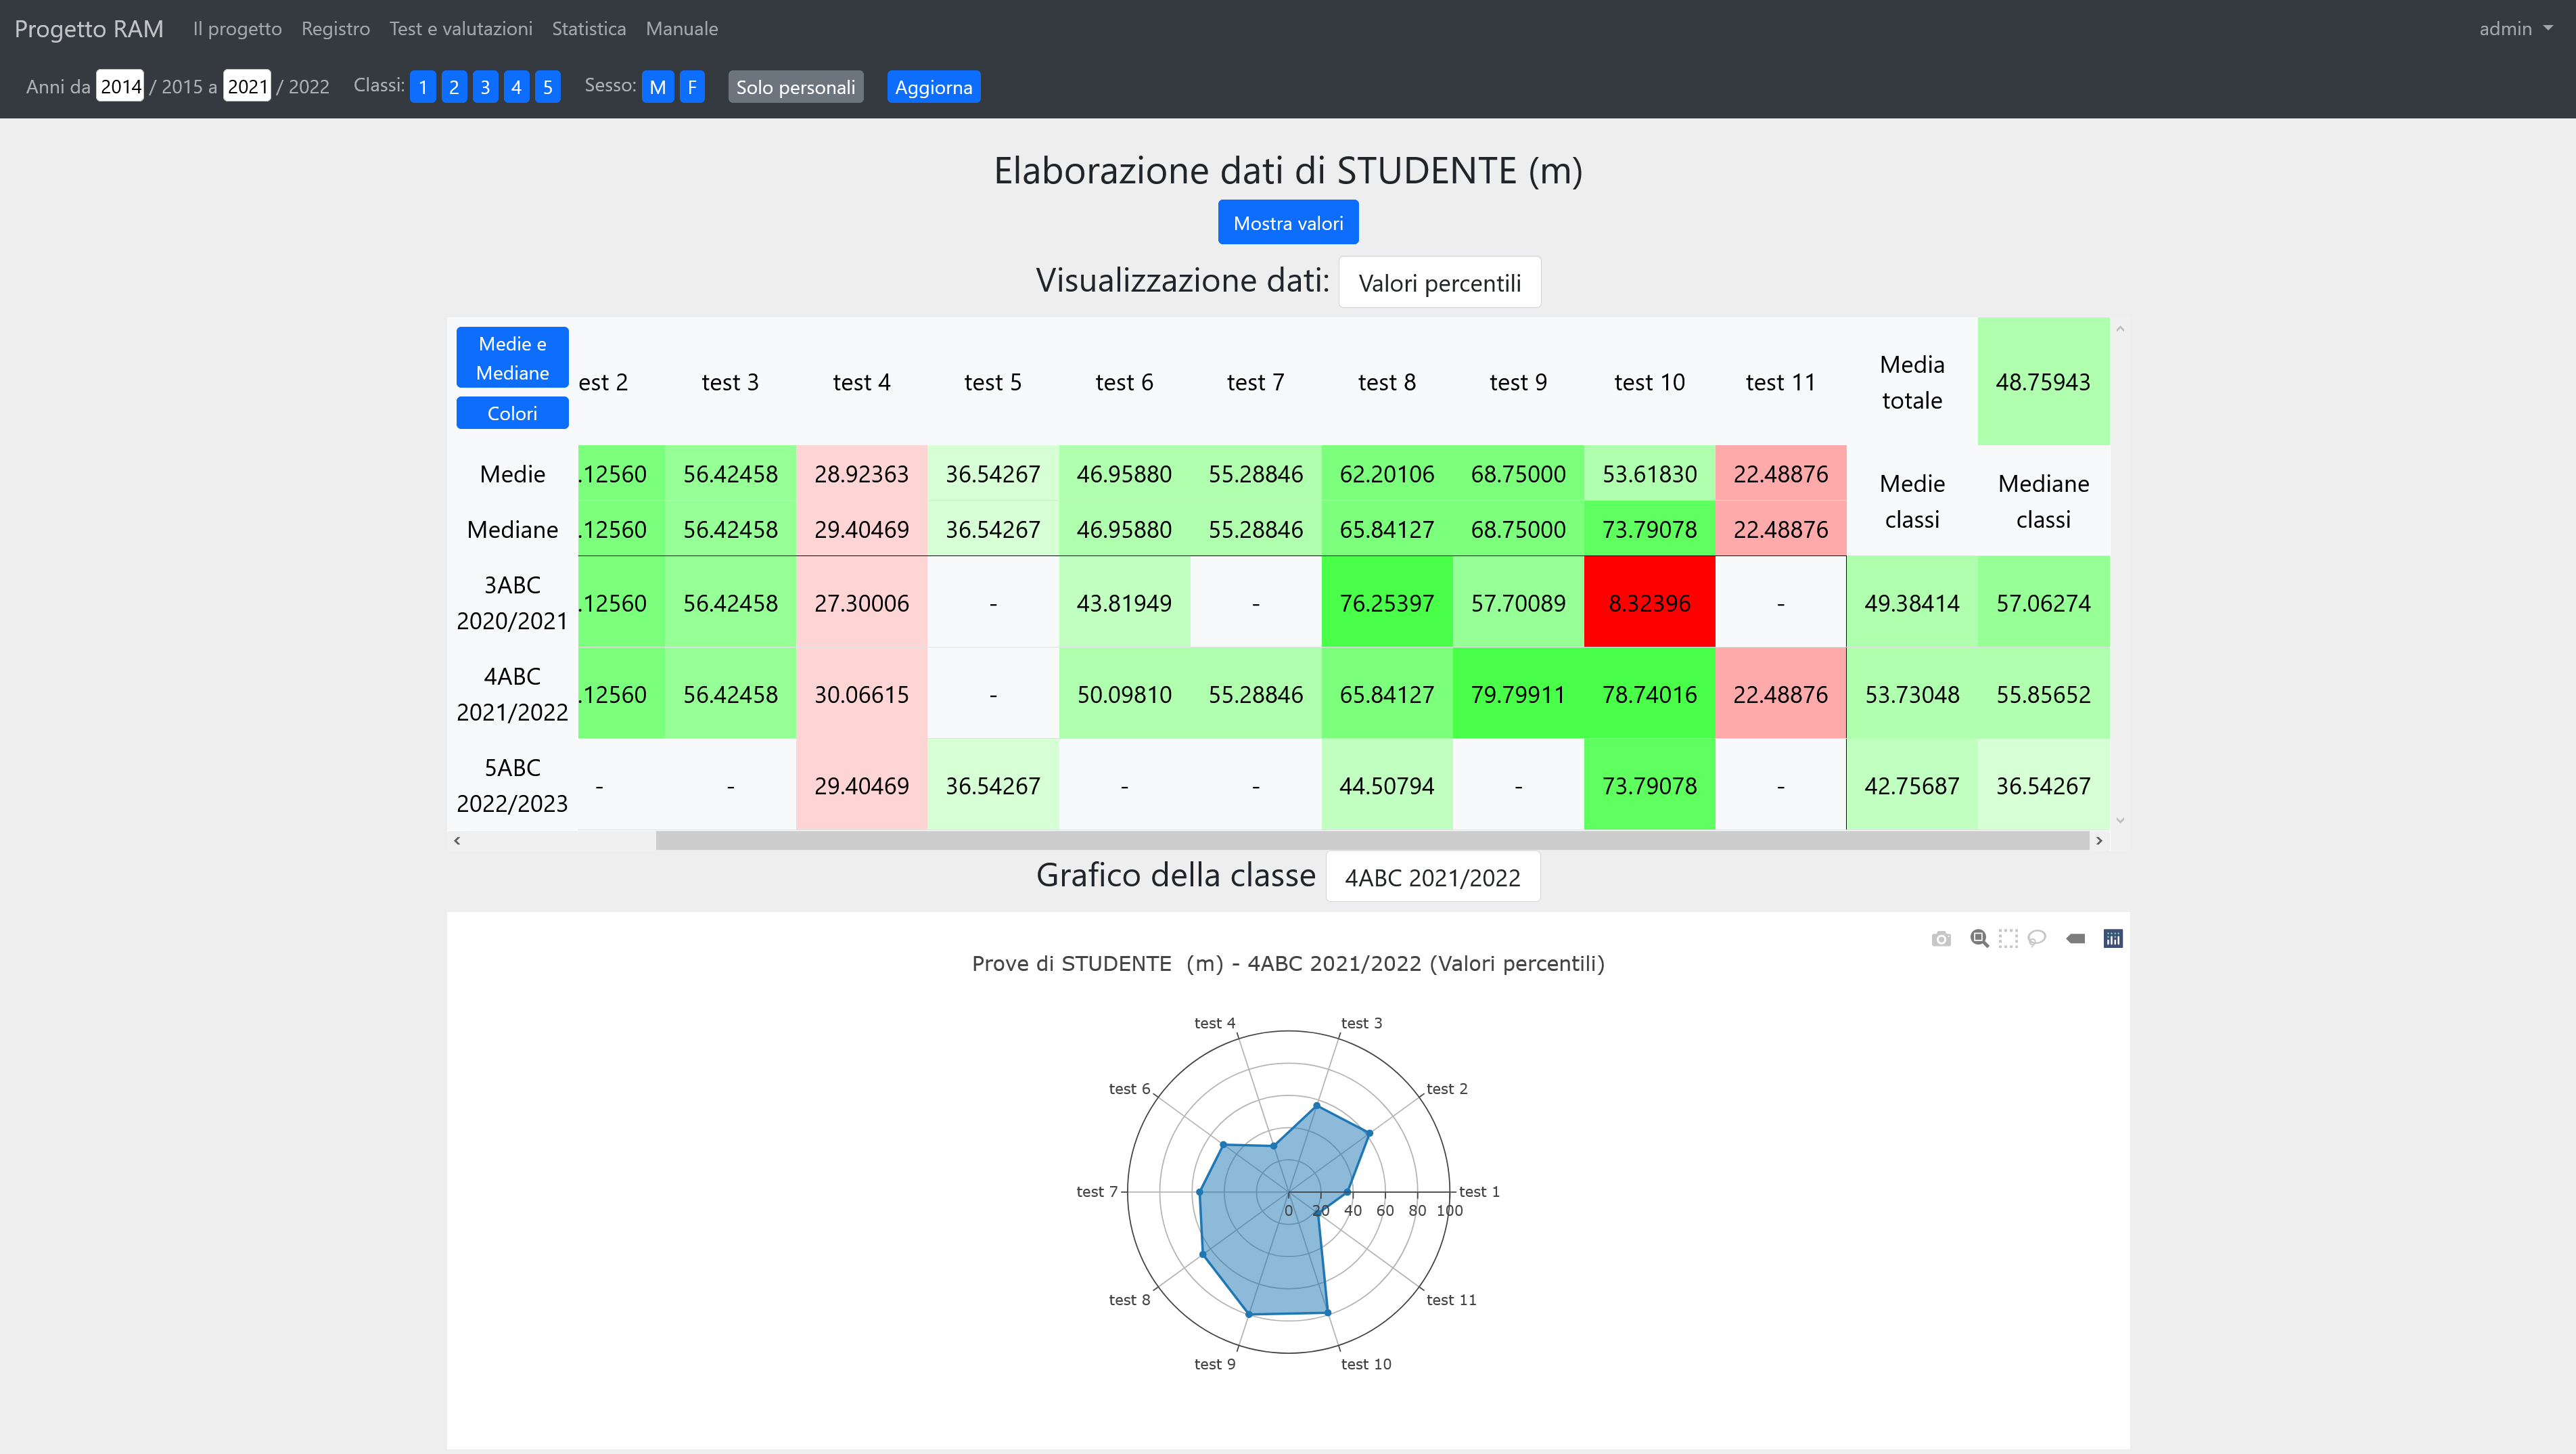 Progetto RAM Il progetto Registro Test e valutazioni Statistica Manuale admin
Anni da 2014 / 2015 a 2021 / 2022 Classi: 1 2 3 4 5 Sesso: M F Solo personali Aggiorna
Elaborazione dati di STUDENTE (m)
Mostra valori
Visualizzazione dati: Valori percentili
Medie e
Mediane
Colori
est 2 test 3 test 4 test 5 test 6 test 7 test 8 test 9 test 10 test 11 Media totale 48.75943
Medie .12560 56.42458 28.92363 36.54267 46.95880 55.28846 62.20106 68.75000 53.61830 22.48876 Medie classi Mediane classi
Mediane .12560 56.42458 29.40469 36.54267 46.95880 55.28846 65.84127 68.75000 73.79078 22.48876
3ABC 2020/2021 .12560 56.42458 27.30006 - 43.81949 - 76.25397 57.70089 8.32396 - 49.38414 57.06274
4ABC 2021/2022 .12560 56.42458 30.06615 - 50.09810 55.28846 65.84127 79.79911 78.74016 22.48876 53.73048 55.85652
5ABC 2022/2023 - - 29.40469 36.54267 - - 44.50794 - 73.79078 - 42.75687 36.54267
Grafico della classe 4ABC 2021/2022
Prove di STUDENTE (m) - 4ABC 2021/2022 (Valori percentili)
test 4 test 3
test 6 test 2
test 7 test 1
0 20 40 60 80 100
test 8 test 11
test 9 test 10